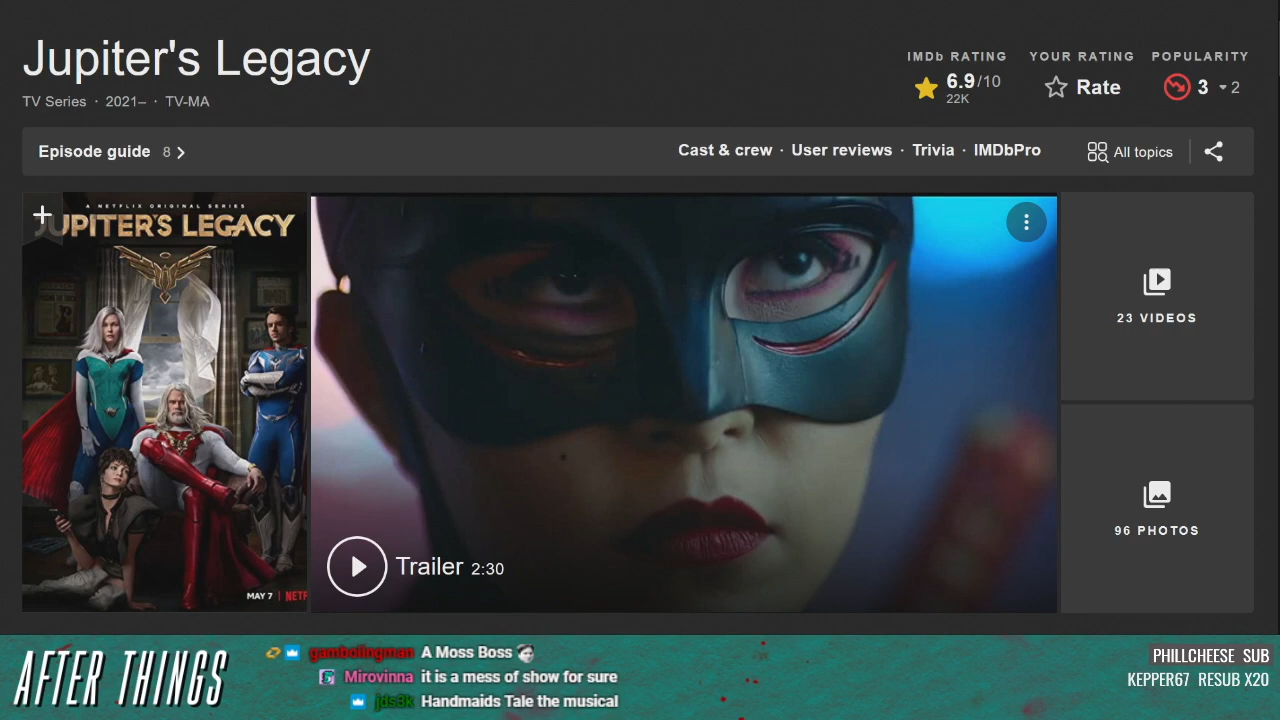 Jupiter's Legacy
TV Series · 2021– · TV-MA
IMDb RATING
6.9/10
22K
YOUR RATING
Rate
POPULARITY
3 2
Episode guide 8
Cast & crew · User reviews · Trivia · IMDbPro
All topics
A NETFLIX ORIGINAL SERIES
JUPITER'S LEGACY
MAY 7 | NETF
Trailer 2:30
23 VIDEOS
96 PHOTOS
AFTER THINGS
gambolingman A Moss Boss
Mirovinna it is a mess of show for sure
jds3k Handmaids Tale the musical
PHILLCHEESE SUB
KEPPER67 RESUB X20